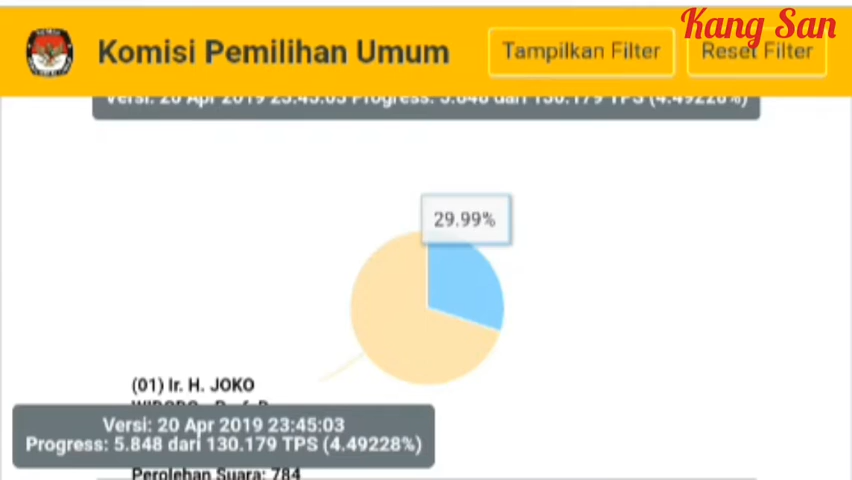 Kang San
Komisi Pemilihan Umum
Tampilkan Filter
Reset Filter
Versi: 20 Apr 2019 23:45:03 Progress: 5.848 dari 130.179 TPS (4.49228%)
29.99%
(01) Ir. H. JOKO
Versi: 20 Apr 2019 23:45:03
Progress: 5.848 dari 130.179 TPS (4.49228%)
Perolehan Suara: 784